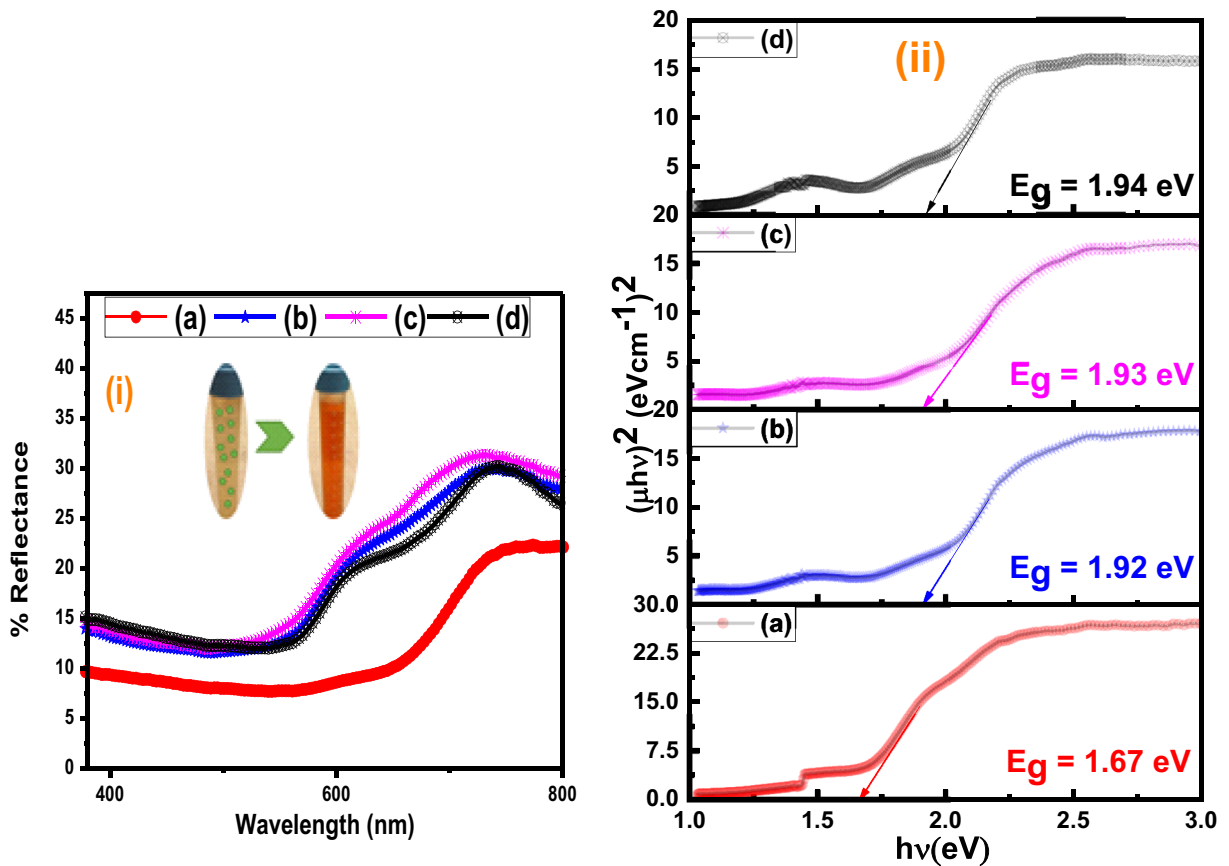 (a) (b) (c) (d)
(i)
45
40
35
30
25
20
15
10
5
0
400 600 800
% Reflectance
Wavelength (nm)
(ii)
(d)
20
15
10
5
Eg = 1.94 eV
(c)
20
15
10
5
Eg = 1.93 eV
(b)
20
15
10
5
Eg = 1.92 eV
(a)
30.0
22.5
15.0
7.5
0.0
Eg = 1.67 eV
1.0 1.5 2.0 2.5 3.0
(μhν)2 (eVcm-1)2
hν(eV)